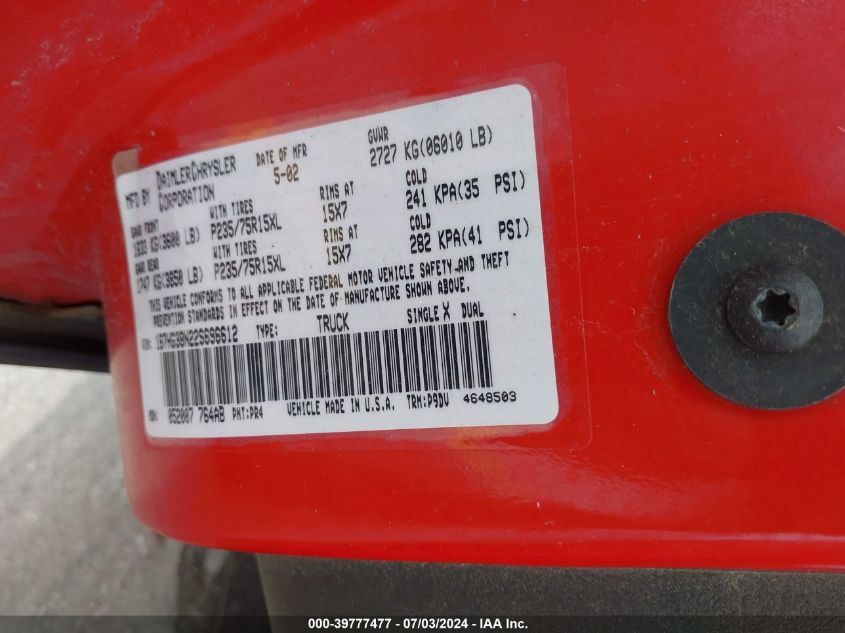 MFD BY DAIMLERCHRYSLER CORPORATION DATE OF MFR 5-02 GVWR 2727 KG(06010 LB)
GAWR FRONT 1633 KG(3600 LB) WITH TIRES P235/75R15XL RIMS AT 15X7 COLD 241 KPA(35 PSI)
GAWR REAR 1747 KG(3850 LB) WITH TIRES P235/75R15XL RIMS AT 15X7 COLD 282 KPA(41 PSI)
THIS VEHICLE CONFORMS TO ALL APPLICABLE FEDERAL MOTOR VEHICLE SAFETY AND THEFT
PREVENTION STANDARDS IN EFFECT ON THE DATE OF MANUFACTURE SHOWN ABOVE.
VIN: TYPE: TRUCK SINGLE X DUAL
MDH: 052007 764AB PNT:PR4 VEHICLE MADE IN U.S.A. TRM:P9DV 4648503
000-39777477 - 07/03/2024 - IAA Inc.